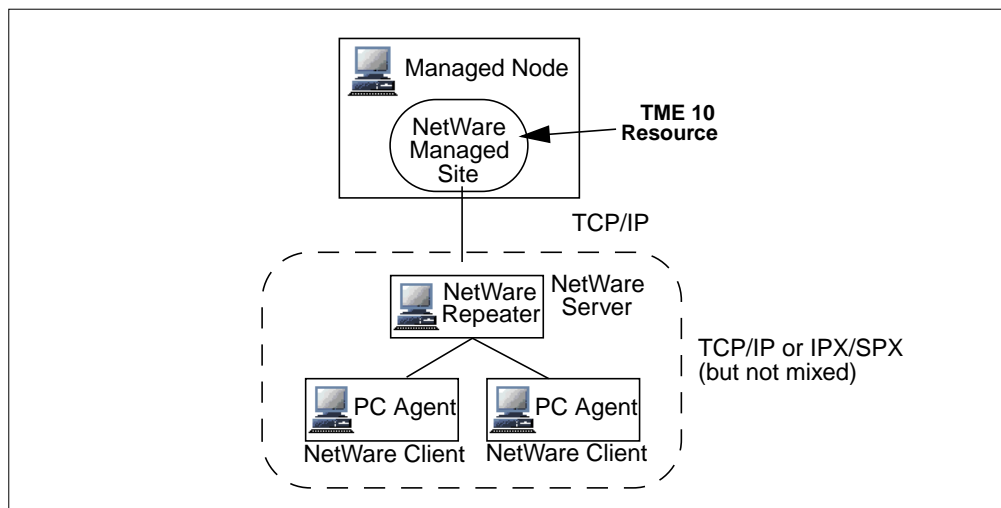 Managed Node
NetWare
Managed
Site
TME 10
Resource
TCP/IP
NetWare
Repeater
NetWare
Server
TCP/IP or IPX/SPX
(but not mixed)
PC Agent
PC Agent
NetWare Client
NetWare Client